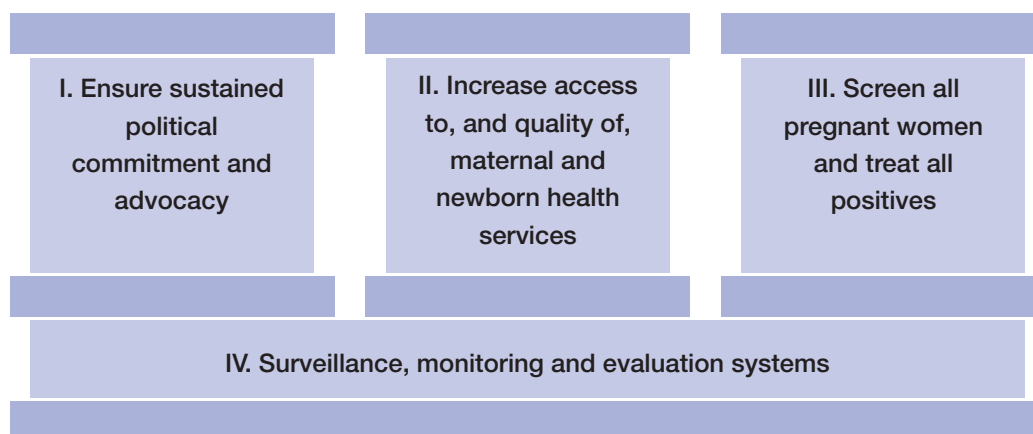 I. Ensure sustained
political
commitment and
advocacy
II. Increase access
to, and quality of,
maternal and
newborn health
services
III. Screen all
pregnant women
and treat all
positives
IV. Surveillance, monitoring and evaluation systems